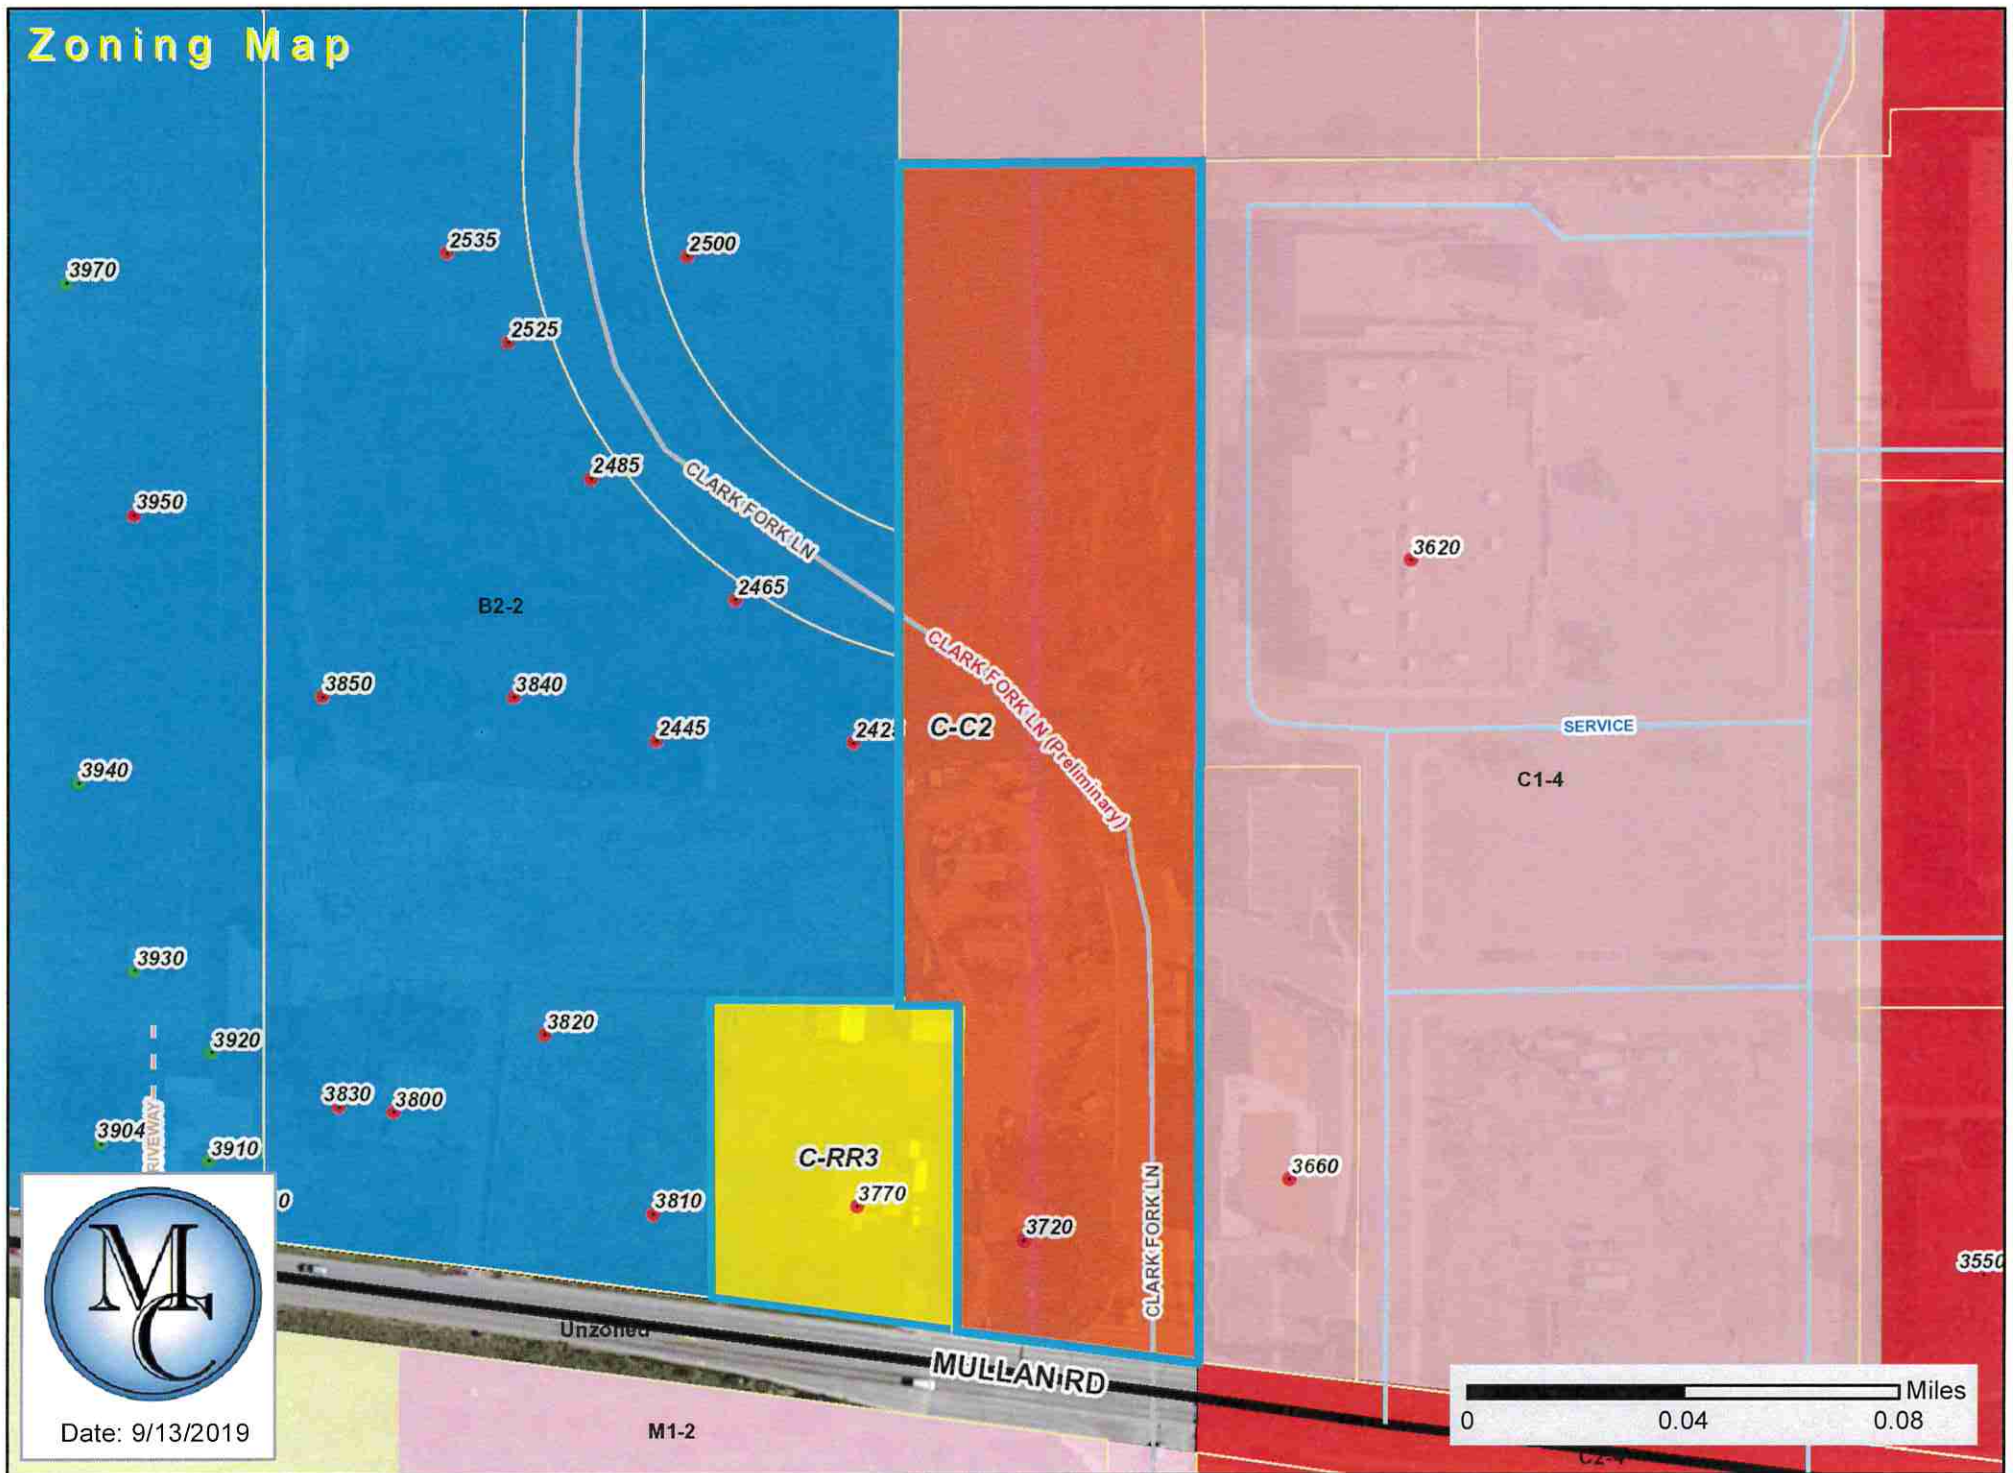 Zoning Map
2535
2500
3970
2525
2485
CLARK FORK LN
3950
3620
2465
B2-2
CLARK FORK LN (Preliminary)
3850
3840
2445
C-C2
SERVICE
3940
C1-4
3930
3820
3920
3830
3800
3904
3910
C-RR3
3660
3770
3810
3720
CLARK FORK LN
3550
MC
Unzoned
MULLAN RD
Date: 9/13/2019
M1-2
Miles
0
0.04
0.08